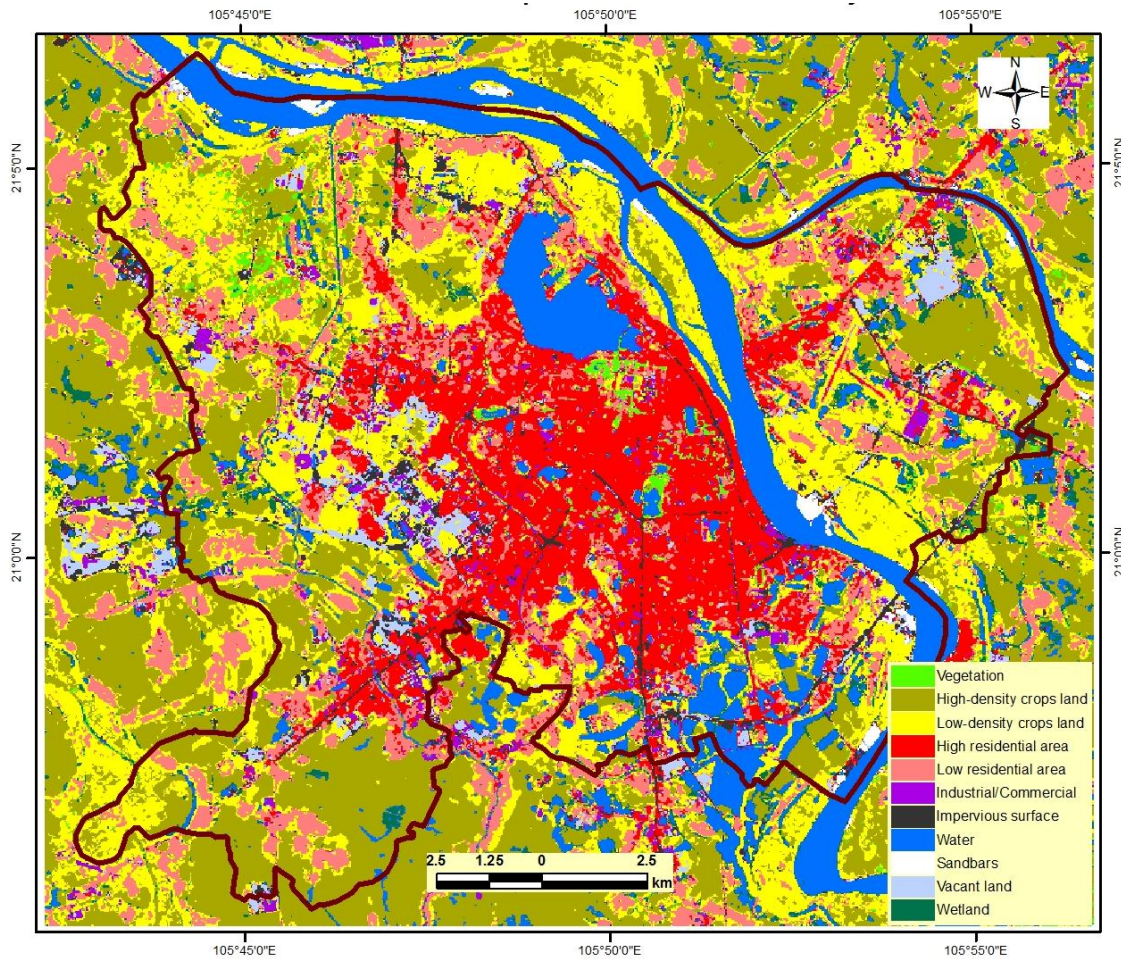 105°45'0"E 105°50'0"E 105°55'0"E
N
W E
S
21°5'0"N 21°5'0"N
21°0'0"N 21°0'0"N
Vegetation
High-density crops land
Low-density crops land
High residential area
Low residential area
Industrial/Commercial
Impervious surface
Water
Sandbars
Vacant land
Wetland
2.5 1.25 0 2.5
km
105°45'0"E 105°50'0"E 105°55'0"E